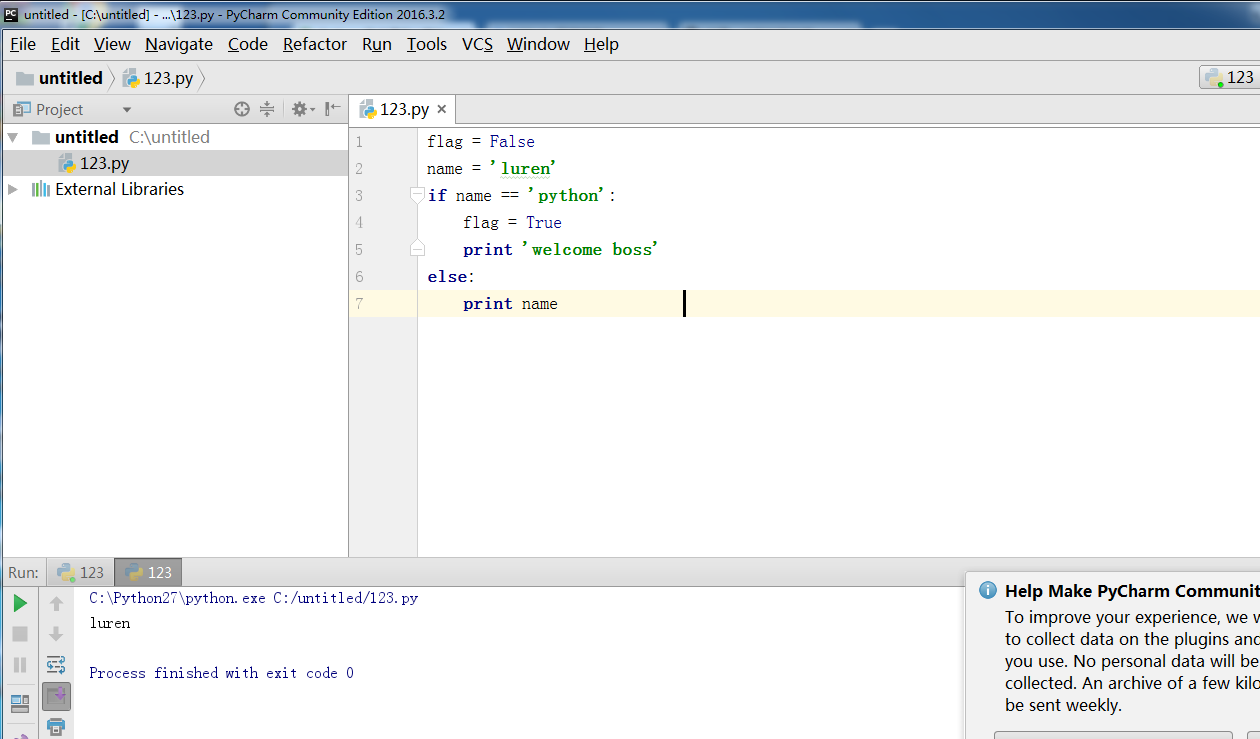 PC untitled - [C:\untitled] - ...\123.py - PyCharm Community Edition 2016.3.2
File Edit View Navigate Code Refactor Run Tools VCS Window Help
untitled 123.py 123
Project 123.py
untitled C:\untitled
123.py
External Libraries
1 flag = False
2 name = 'luren'
3 if name == 'python':
4 flag = True
5 print 'welcome boss'
6 else:
7 print name
Run: 123 123
C:\Python27\python.exe C:/untitled/123.py
luren
Process finished with exit code 0
Help Make PyCharm Communit
To improve your experience, we w
to collect data on the plugins and
you use. No personal data will be
collected. An archive of a few kilo
be sent weekly.